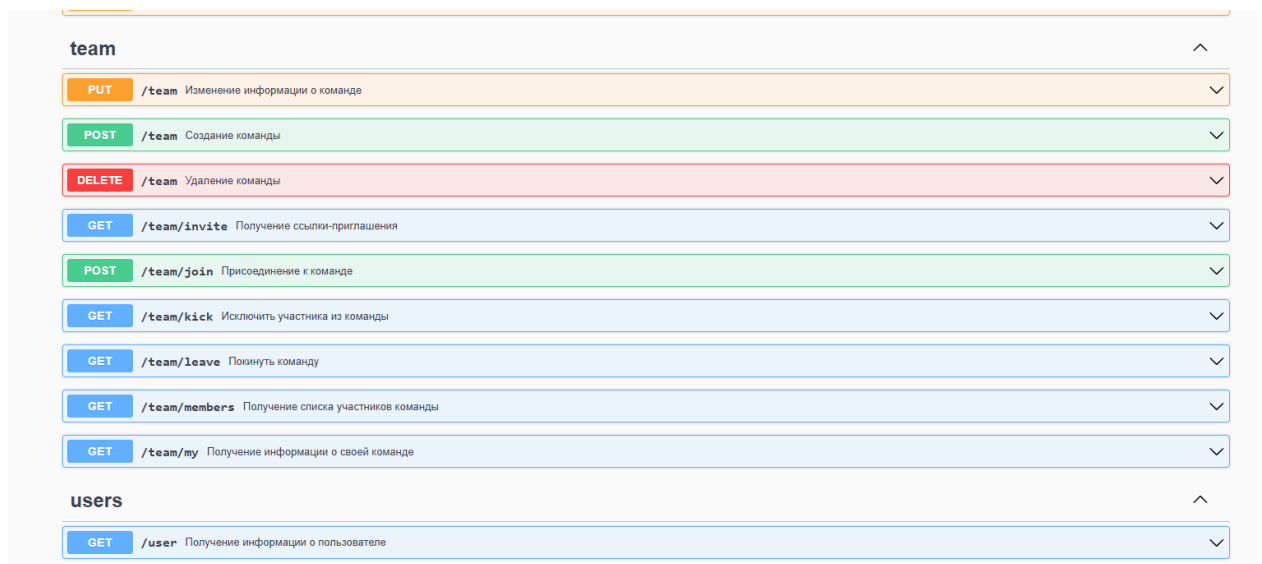 team
PUT /team Изменение информации о команде
POST /team Создание команды
DELETE /team Удаление команды
GET /team/invite Получение ссылки-приглашения
POST /team/join Присоединение к команде
GET /team/kick Исключить участника из команды
GET /team/leave Покинуть команду
GET /team/members Получение списка участников команды
GET /team/my Получение информации о своей команде
users
GET /user Получение информации о пользователе